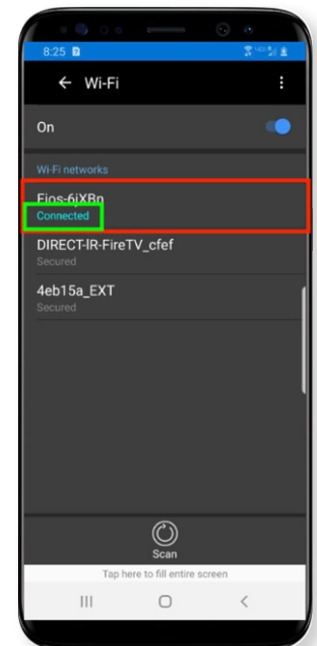 8:25
Wi-Fi
On
Wi-Fi networks
Fios-6jXBn
Connected
DIRECT-lR-FireTV_cfef
Secured
4eb15a_EXT
Secured
Scan
Tap here to fill entire screen